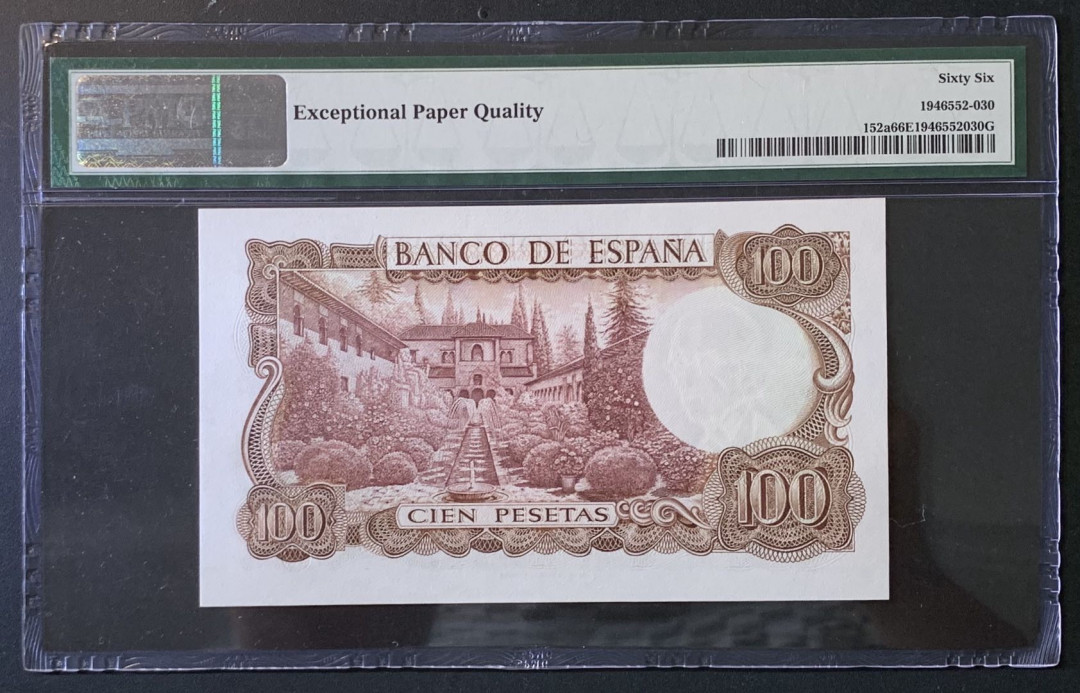 Sixty Six
Exceptional Paper Quality
1946552-030
152a66E1946552030G
BANCO DE ESPAÑA
100
100
CIEN PESETAS
100